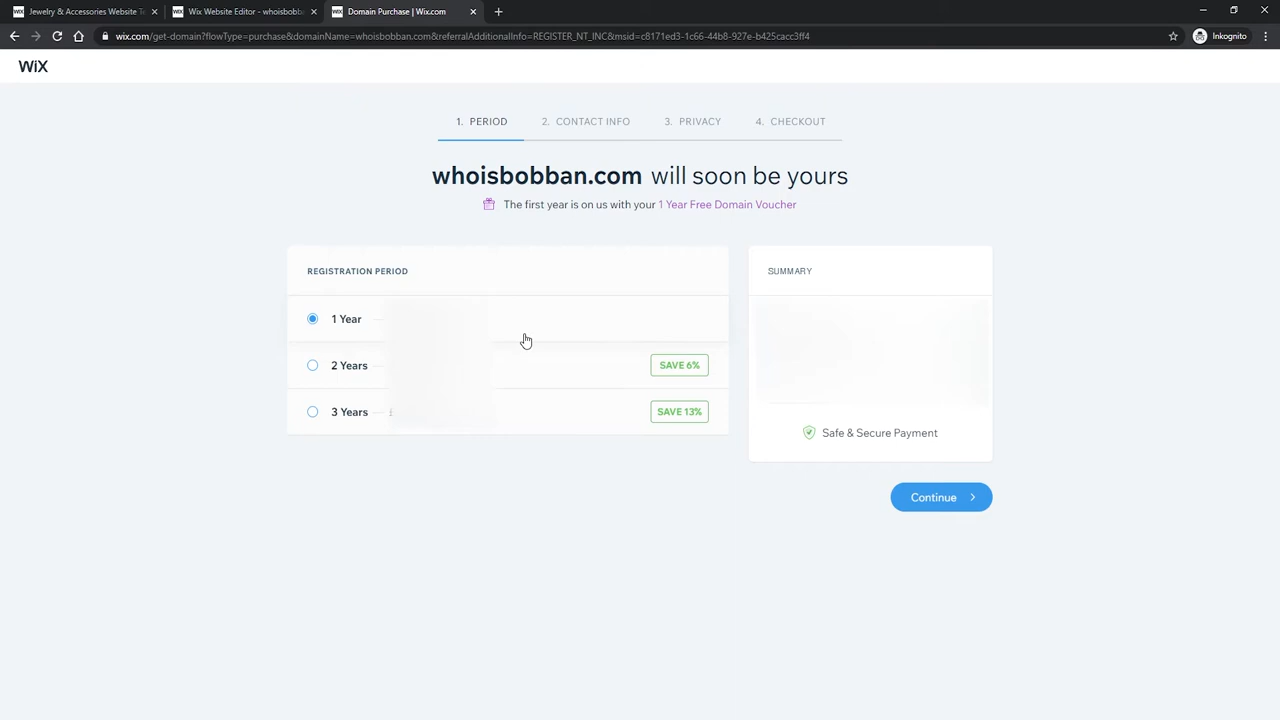 Jewelry & Accessories Website Te
Wix Website Editor - whoisbobba
Domain Purchase | Wix.com
wix.com/get-domain?flowType=purchase&domainName=whoisbobban.com&referralAdditionalInfo=REGISTER_NT_INC&msid=c8171ed3-1c66-44b8-927e-b425cacc3ff4
Inkognito
WiX
1. PERIOD
2. CONTACT INFO
3. PRIVACY
4. CHECKOUT
whoisbobban.com will soon be yours
The first year is on us with your 1 Year Free Domain Voucher
REGISTRATION PERIOD
SUMMARY
1 Year
2 Years
SAVE 6%
3 Years
SAVE 13%
Safe & Secure Payment
Continue